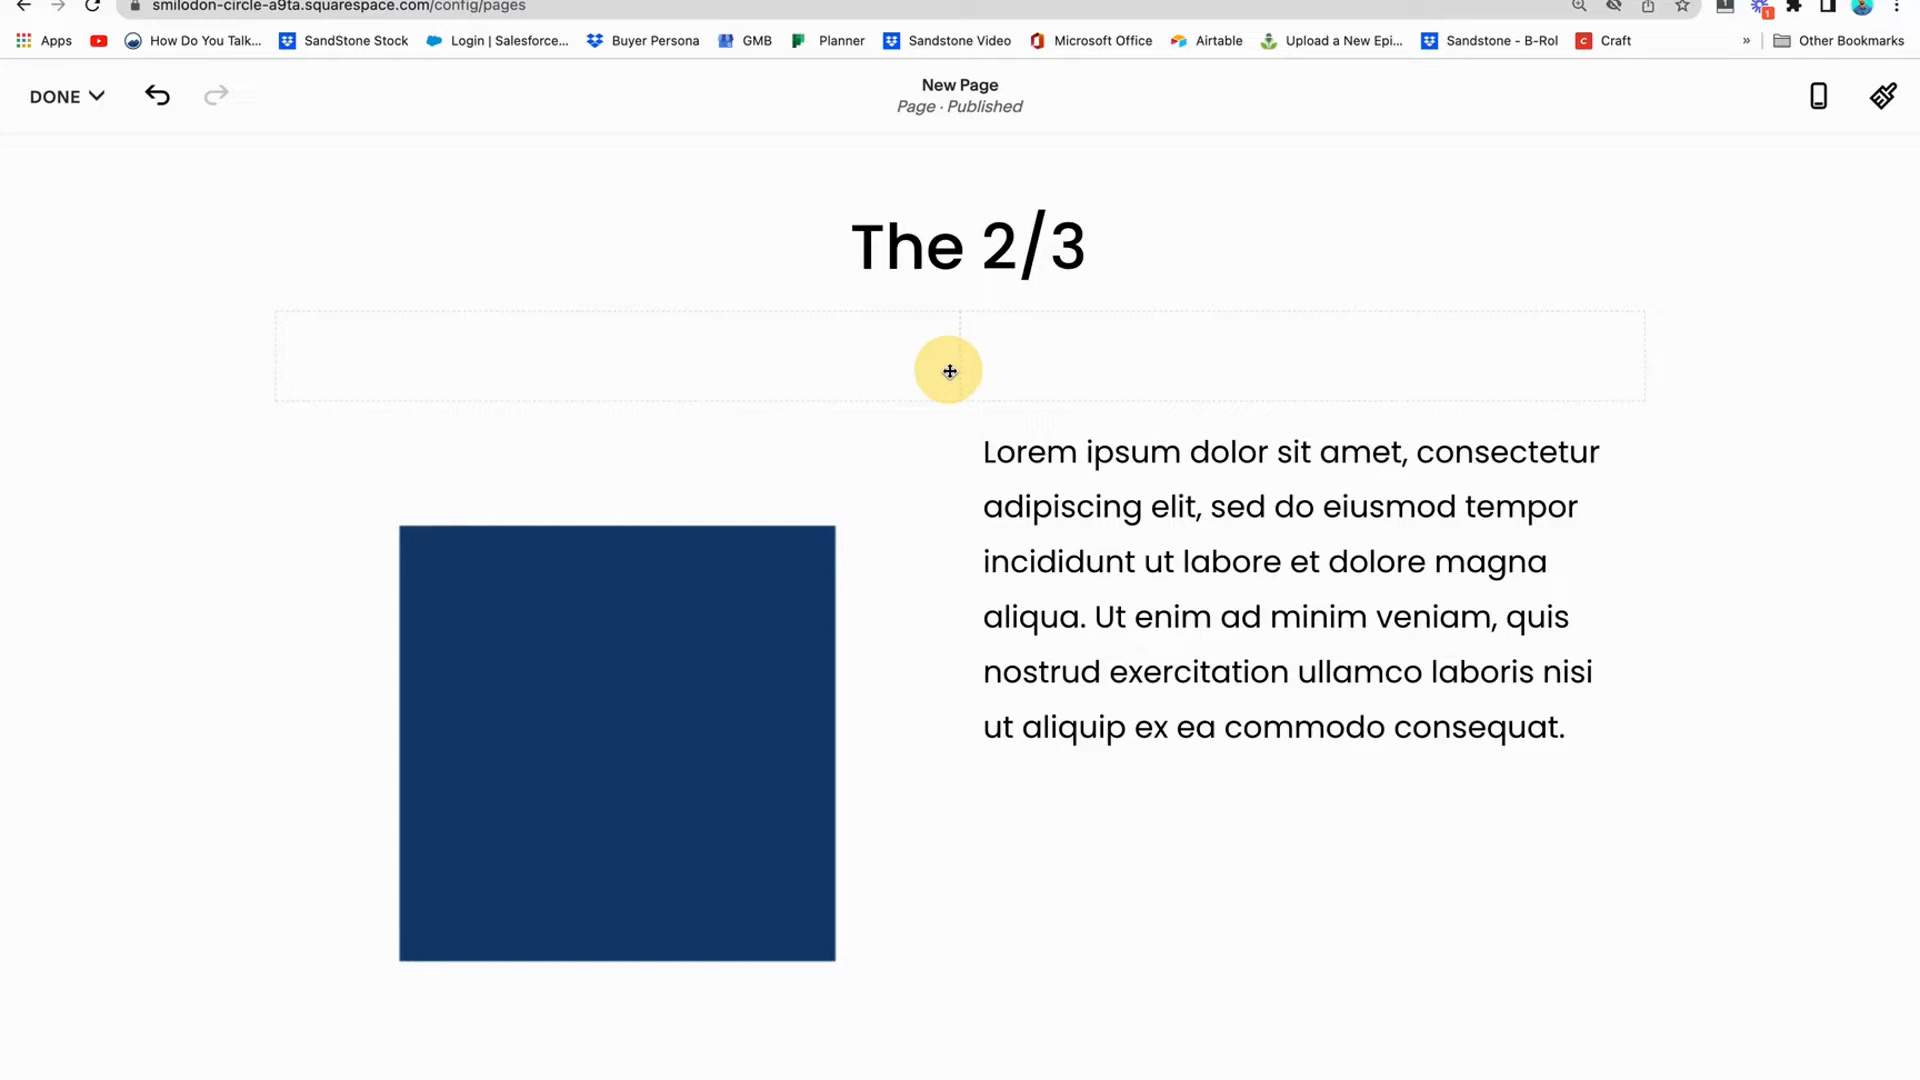 smilodon-circle-a9ta.squarespace.com/config/pages
Apps
How Do You Talk...
SandStone Stock
Login | Salesforce...
Buyer Persona
GMB
Planner
Sandstone Video
Microsoft Office
Airtable
Upload a New Epi...
Sandstone - B-Rol
Craft
»
Other Bookmarks
DONE
New Page
Page · Published
The 2/3
Lorem ipsum dolor sit amet, consectetur
adipiscing elit, sed do eiusmod tempor
incididunt ut labore et dolore magna
aliqua. Ut enim ad minim veniam, quis
nostrud exercitation ullamco laboris nisi
ut aliquip ex ea commodo consequat.